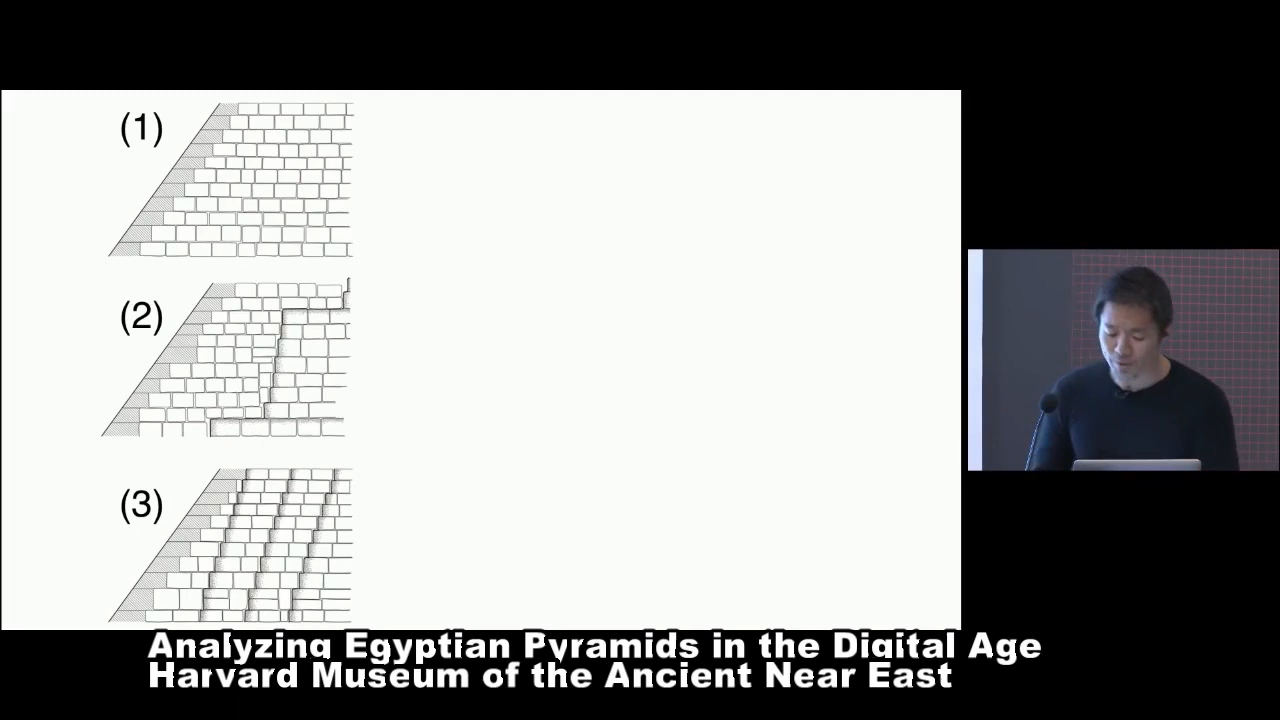 (1)
(2)
(3)
Analyzing Egyptian Pyramids in the Digital Age
Harvard Museum of the Ancient Near East